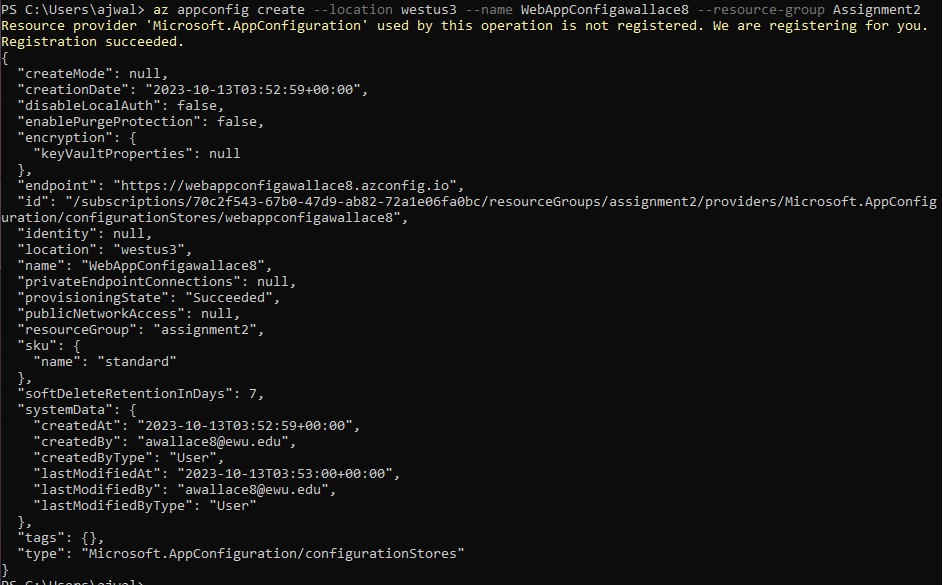 PS C:\Users\ajwal> az appconfig create --location westus3 --name WebAppConfigawallace8 --resource-group Assignment2
Resource provider 'Microsoft.AppConfiguration' used by this operation is not registered. We are registering for you.
Registration succeeded.
{
  "createMode": null,
  "creationDate": "2023-10-13T03:52:59+00:00",
  "disableLocalAuth": false,
  "enablePurgeProtection": false,
  "encryption": {
    "keyVaultProperties": null
  },
  "endpoint": "https://webappconfigawallace8.azconfig.io",
  "id": "/subscriptions/70c2f543-67b0-47d9-ab82-72a1e06fa0bc/resourceGroups/assignment2/providers/Microsoft.AppConfig
uration/configurationStores/webappconfigawallace8",
  "identity": null,
  "location": "westus3",
  "name": "WebAppConfigawallace8",
  "privateEndpointConnections": null,
  "provisioningState": "Succeeded",
  "publicNetworkAccess": null,
  "resourceGroup": "assignment2",
  "sku": {
    "name": "standard"
  },
  "softDeleteRetentionInDays": 7,
  "systemData": {
    "createdAt": "2023-10-13T03:52:59+00:00",
    "createdBy": "awallace8@ewu.edu",
    "createdByType": "User",
    "lastModifiedAt": "2023-10-13T03:53:00+00:00",
    "lastModifiedBy": "awallace8@ewu.edu",
    "lastModifiedByType": "User"
  },
  "tags": {},
  "type": "Microsoft.AppConfiguration/configurationStores"
}
PS C:\Users\ajwal>